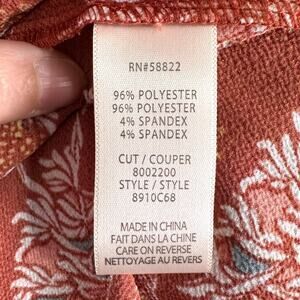 RN#58822
96% POLYESTER
96% POLYESTER
4% SPANDEX
4% SPANDEX
CUT / COUPER
8002200
STYLE / STYLE
8910C68
MADE IN CHINA
FAIT DANS LA CHINE
CARE ON REVERSE
NETTOYAGE AU REVERS